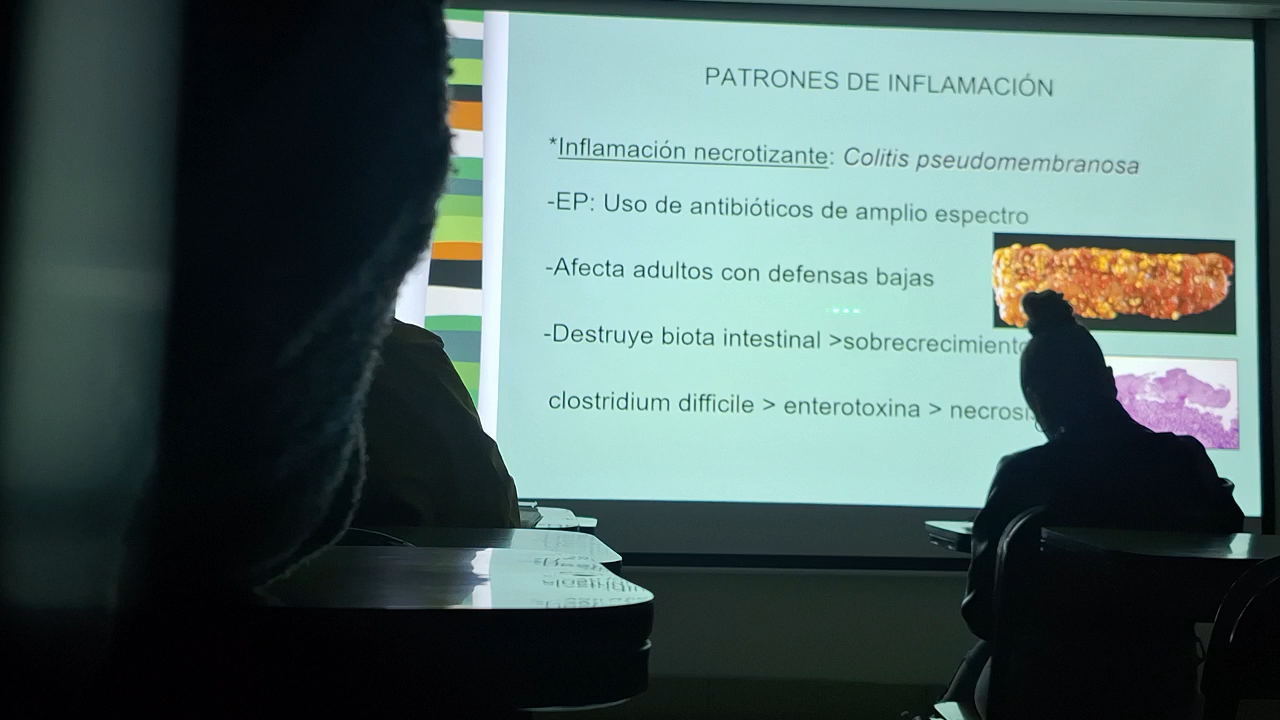 PATRONES DE INFLAMACIÓN
*Inflamación necrotizante: Colitis pseudomembranosa
-EP: Uso de antibióticos de amplio espectro
-Afecta adultos con defensas bajas
-Destruye biota intestinal >sobrecrecimiento
clostridium difficile > enterotoxina > necrosis